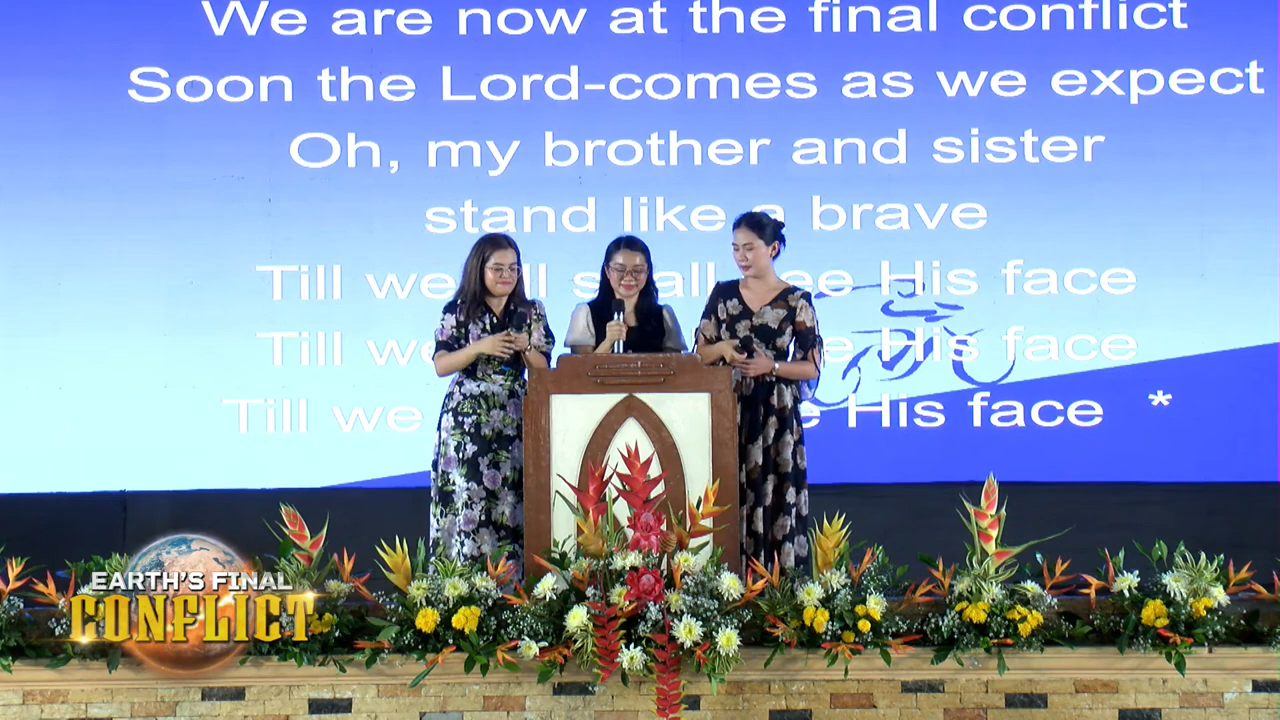 We are now at the final conflict
Soon the Lord-comes as we expect
Oh, my brother and sister
stand like a brave
Till we all shall see His face
Till we His face
Till we His face *
EARTH'S FINAL
CONFLICT